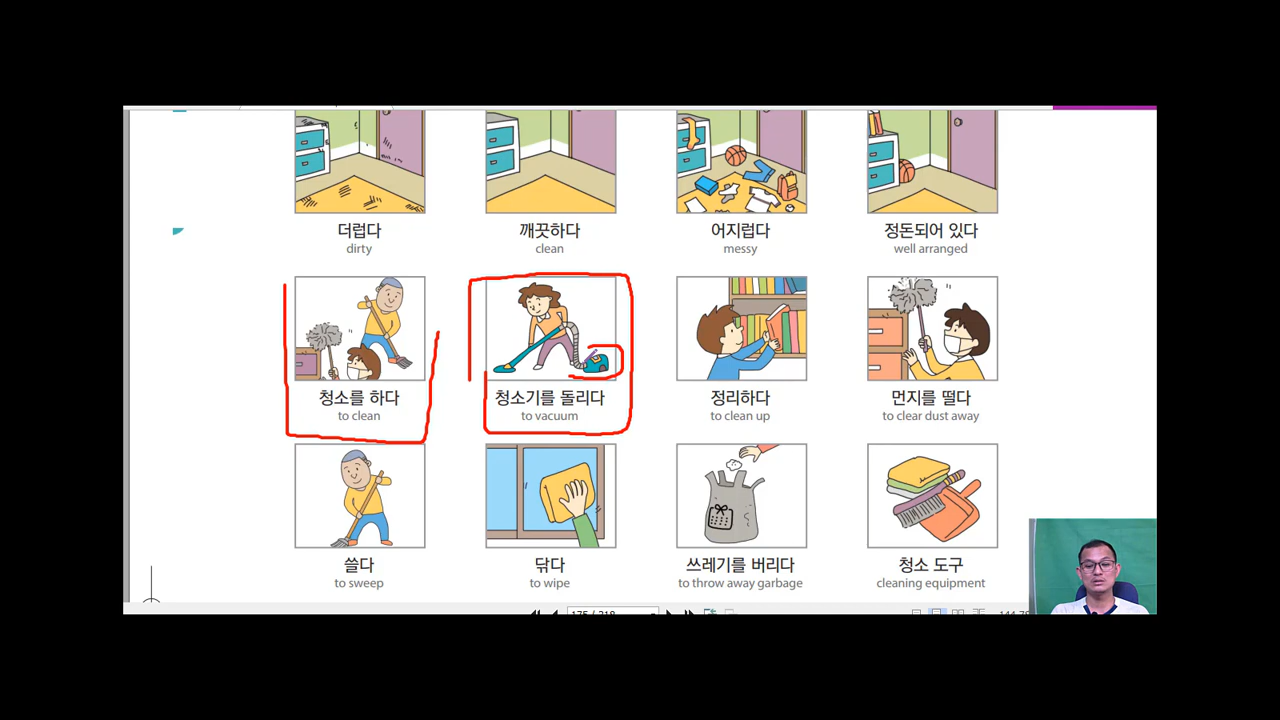 더럽다 깨끗하다 어지럽다 정돈되어 있다
dirty clean messy well arranged
청소를 하다 청소기를 돌리다 정리하다 먼지를 떨다
to clean to vacuum to clean up to clear dust away
쓸다 닦다 쓰레기를 버리다 청소 도구
to sweep to wipe to throw away garbage cleaning equipment
175 / 218